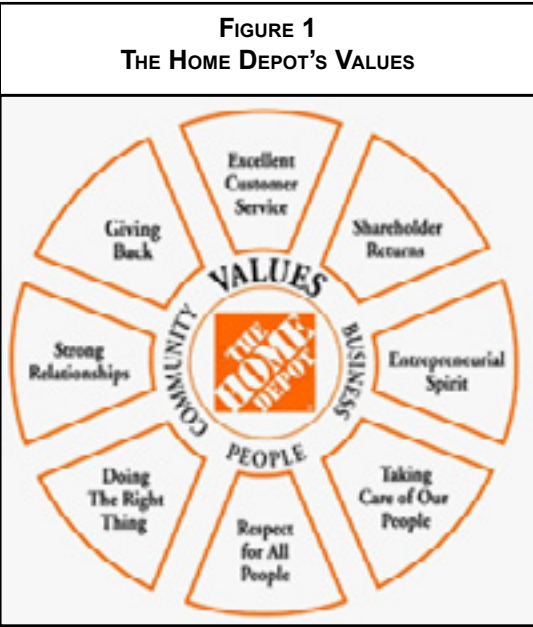 FIGURE 1
THE HOME DEPOT'S VALUES
Excellent
Customer
Service
Shareholder
Returns
Entrepreneurial
Spirit
Taking
Care of Our
People
Respect
for All
People
Doing
The Right
Thing
Strong
Relationships
Giving
Back
VALUES
BUSINESS
PEOPLE
COMMUNITY
THE
HOME
DEPOT